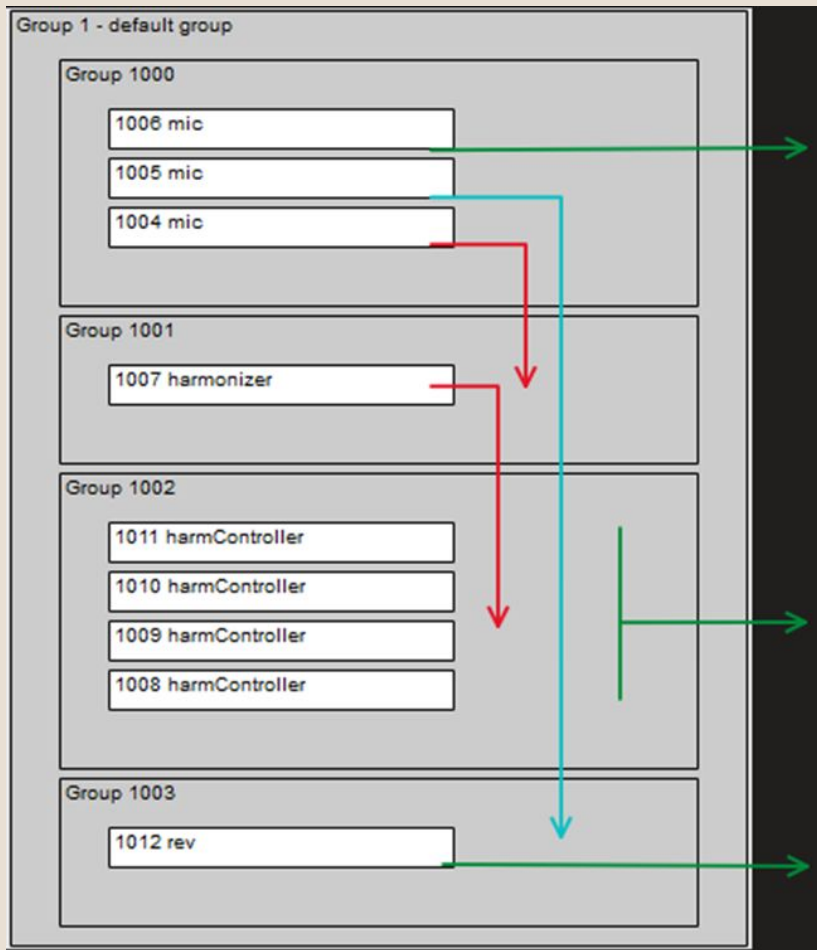 Group 1 - default group
Group 1000
1006 mic
1005 mic
1004 mic
Group 1001
1007 harmonizer
Group 1002
1011 harmController
1010 harmController
1009 harmController
1008 harmController
Group 1003
1012 rev